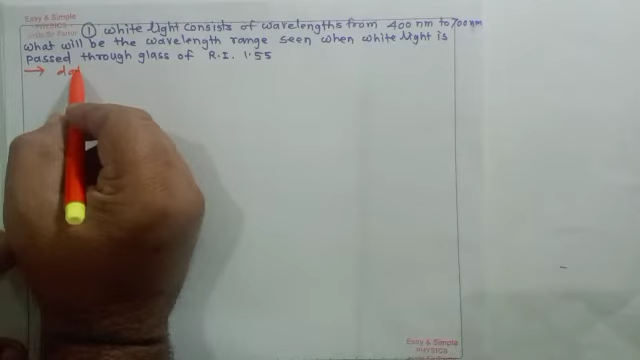 Easy & Simple
PHYSICS
① White light consists of wavelengths from 400 nm to 700 nm
what will be the wavelength range seen when white light is
passed through glass of R.I. 1.55
→ da
Easy & Simple
PHYSICS